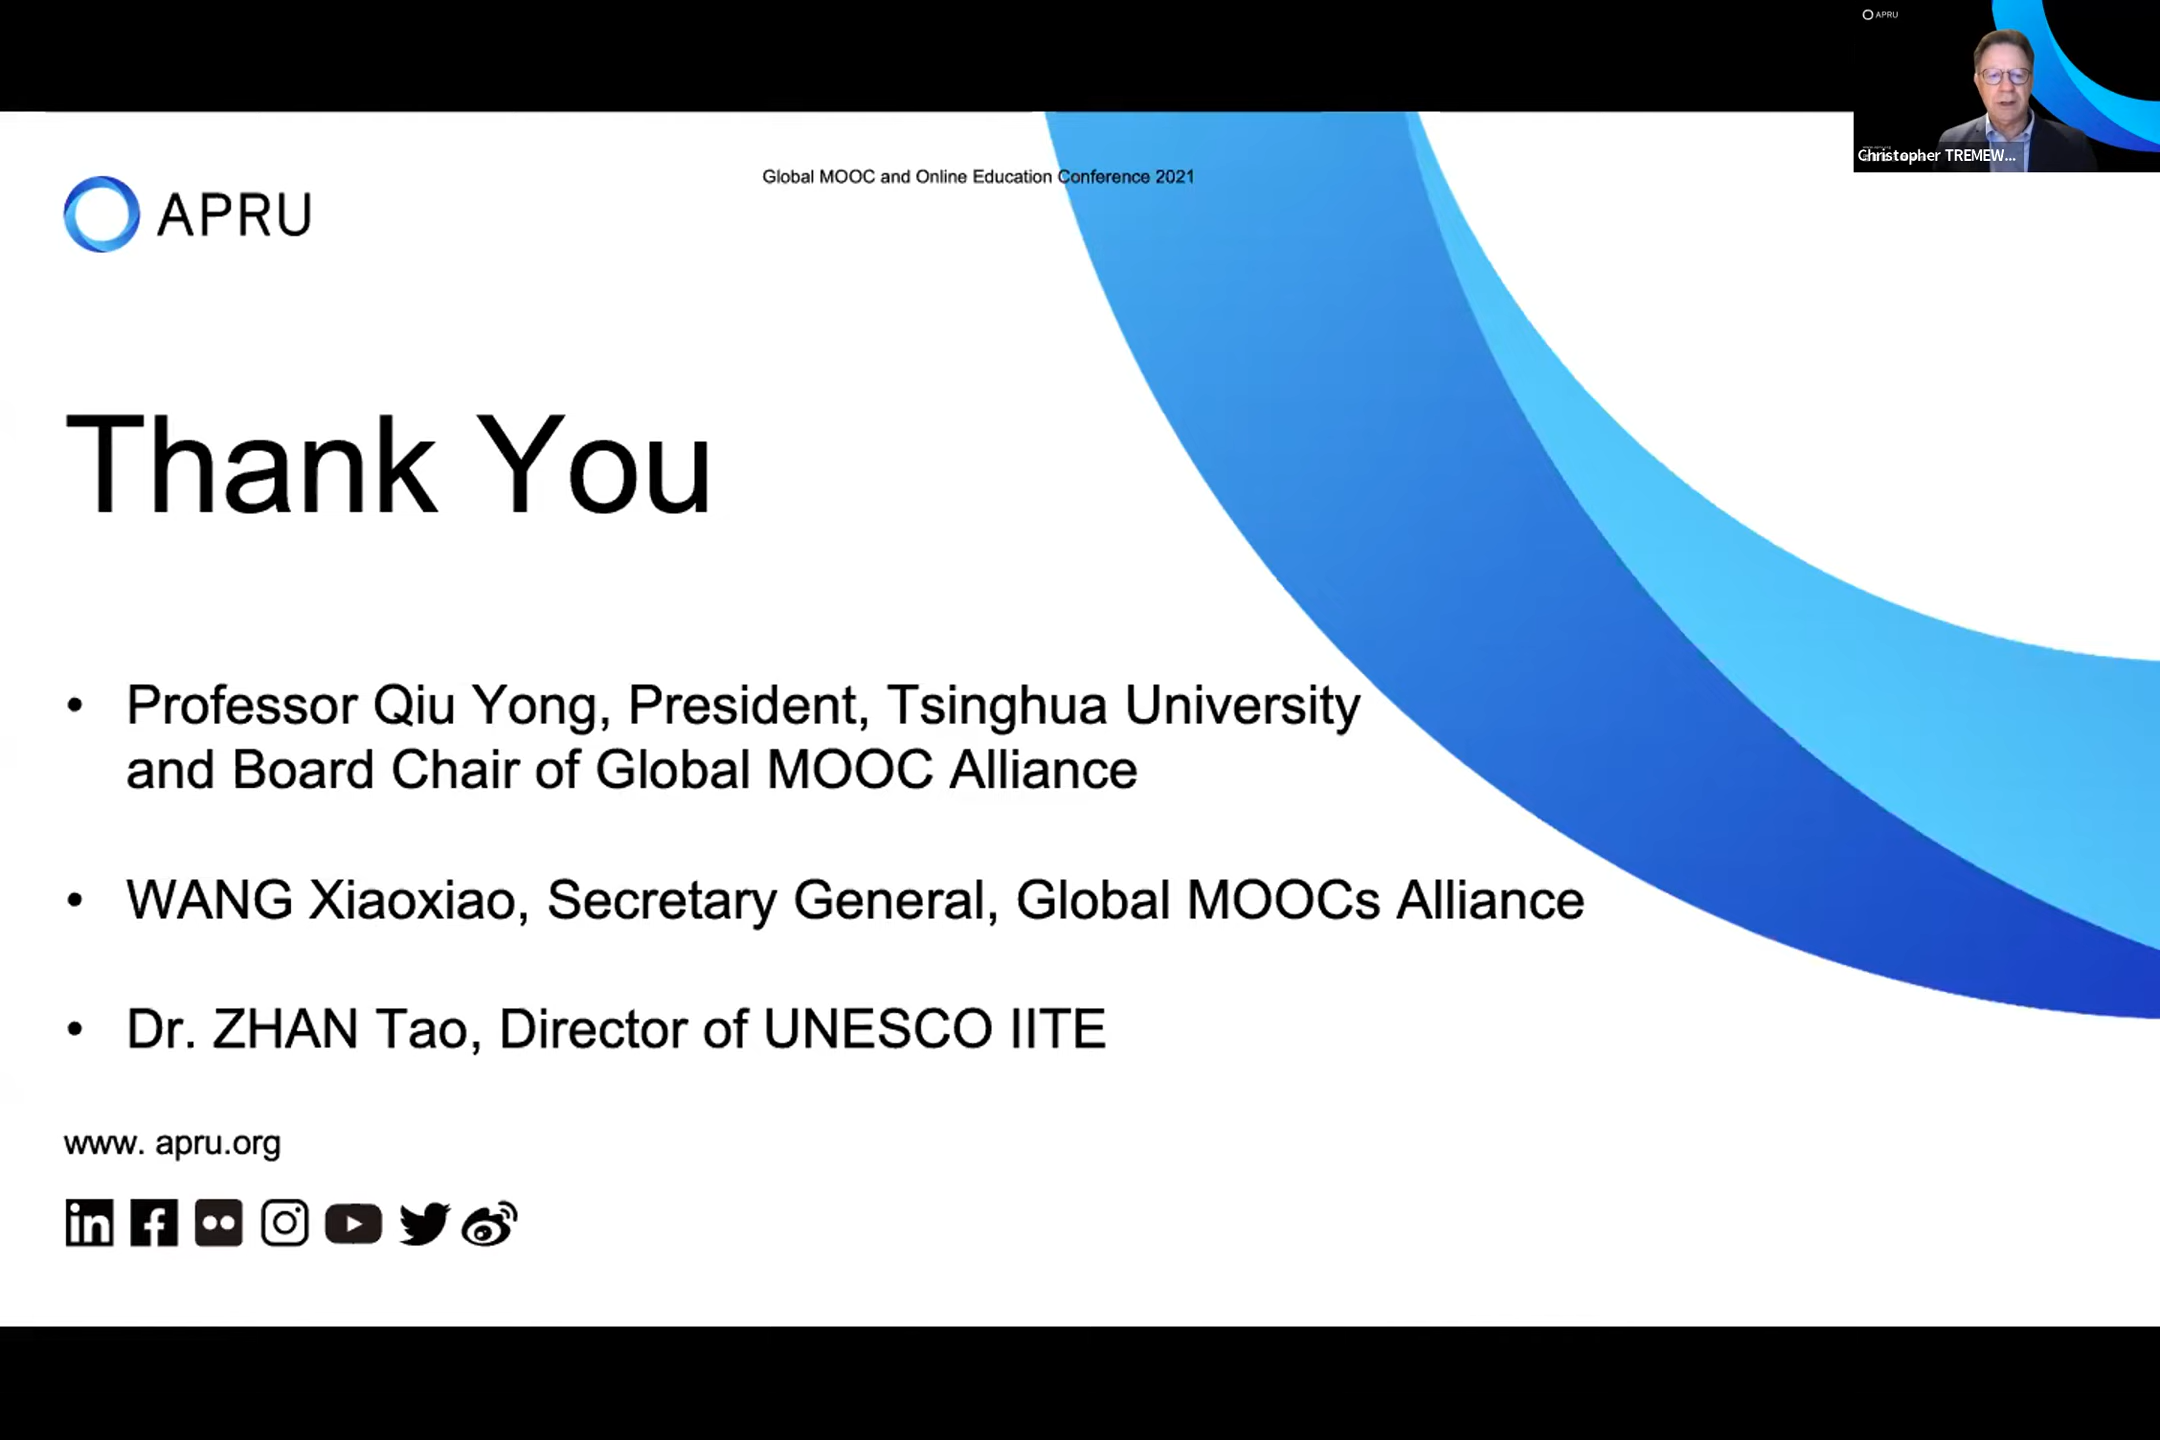 APRU
Christopher TREMEW...
Global MOOC and Online Education Conference 2021
APRU
Thank You
• Professor Qiu Yong, President, Tsinghua University
and Board Chair of Global MOOC Alliance
• WANG Xiaoxiao, Secretary General, Global MOOCs Alliance
• Dr. ZHAN Tao, Director of UNESCO IITE
www. apru.org